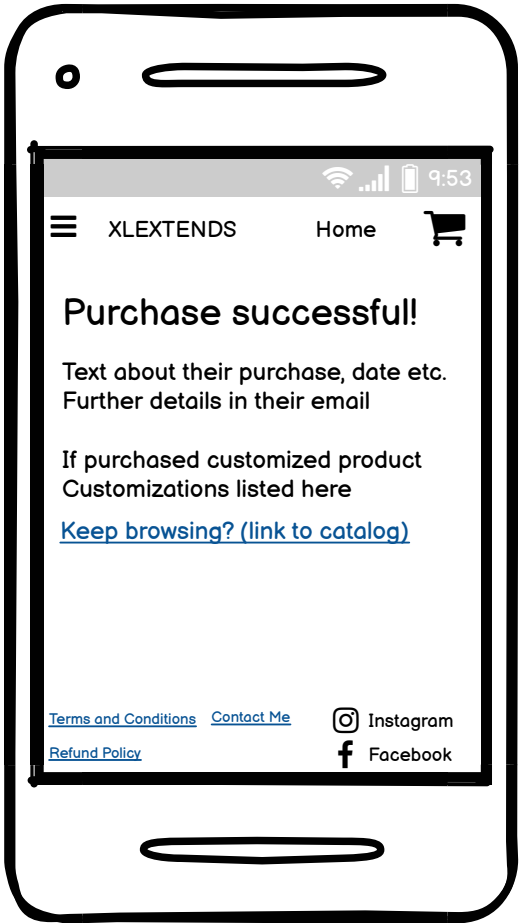 9:53
XLEXTENDS Home
Purchase successful!
Text about their purchase, date etc.
Further details in their email
If purchased customized product
Customizations listed here
Keep browsing? (link to catalog)
Terms and Conditions Contact Me Instagram
Refund Policy Facebook